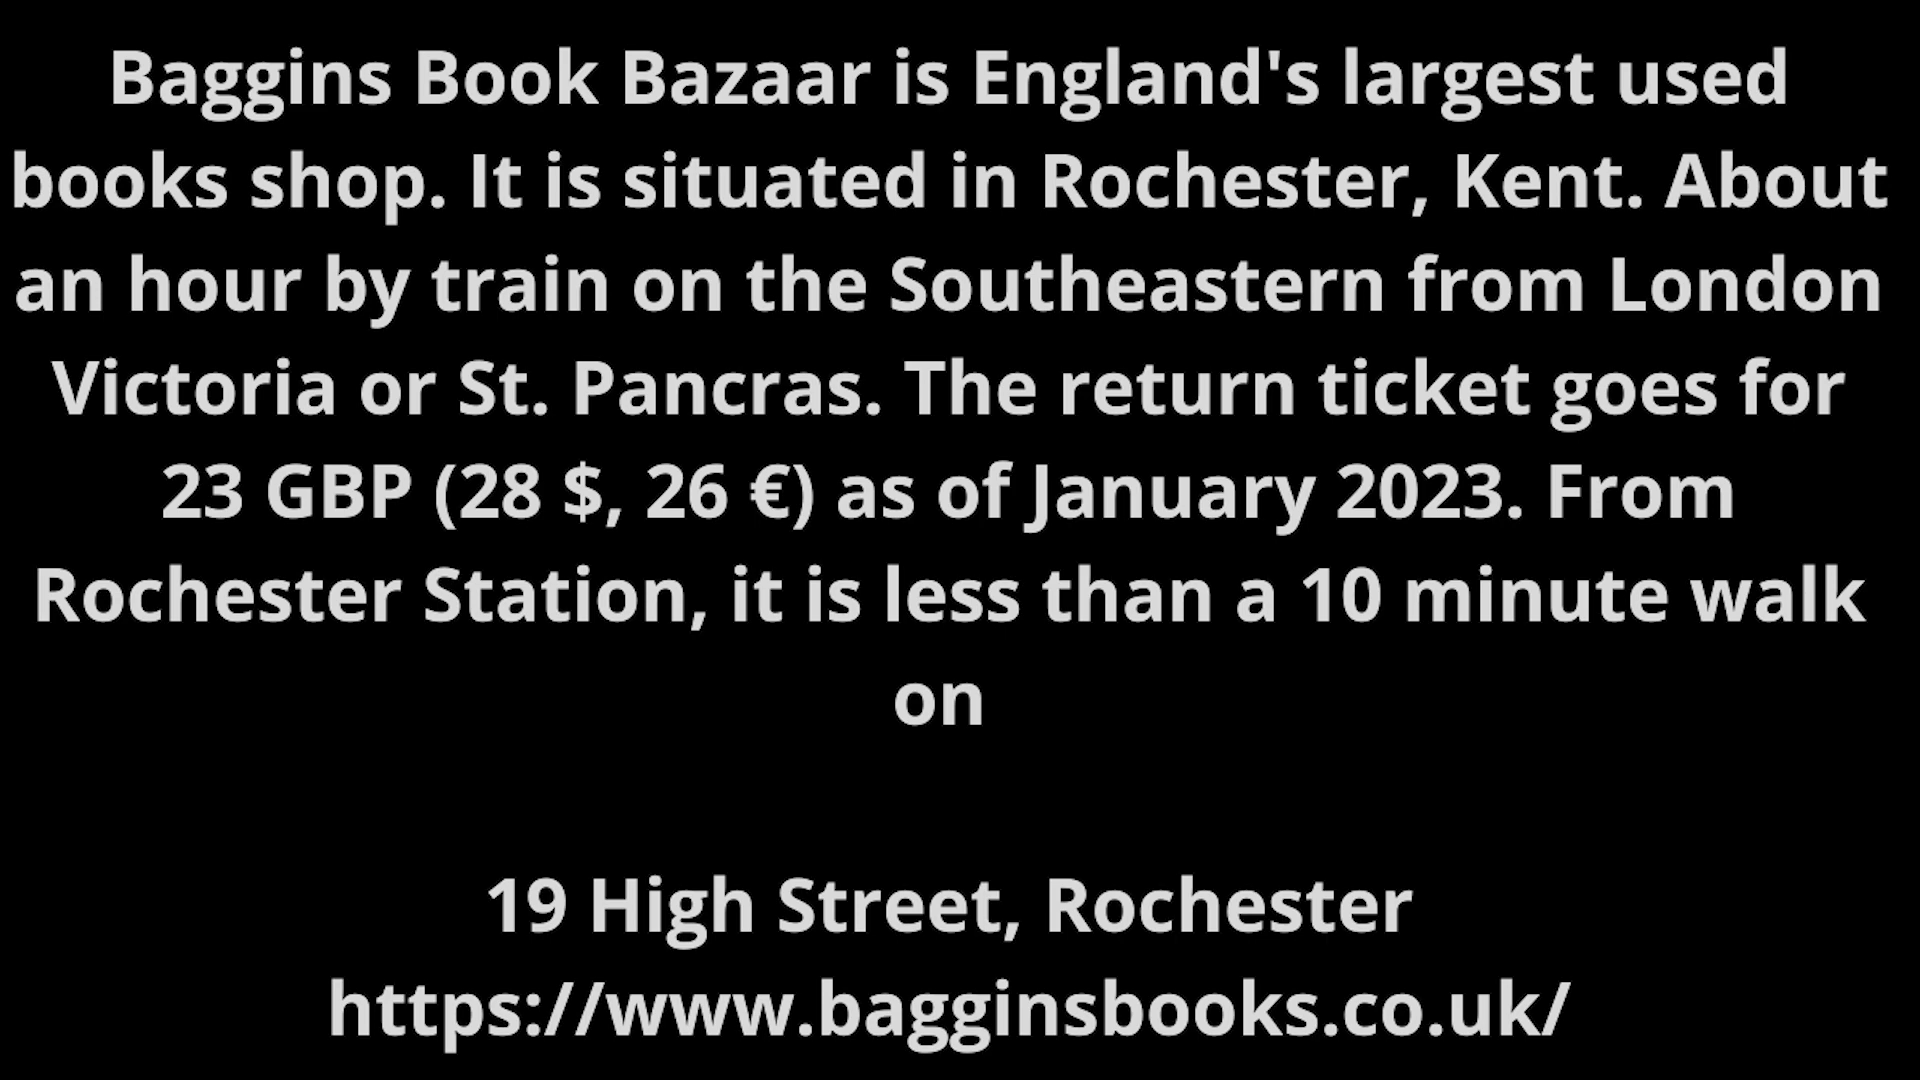 Baggins Book Bazaar is England's largest used
books shop. It is situated in Rochester, Kent. About
an hour by train on the Southeastern from London
Victoria or St. Pancras. The return ticket goes for
23 GBP (28 $, 26 €) as of January 2023. From
Rochester Station, it is less than a 10 minute walk
on
19 High Street, Rochester
https://www.bagginsbooks.co.uk/